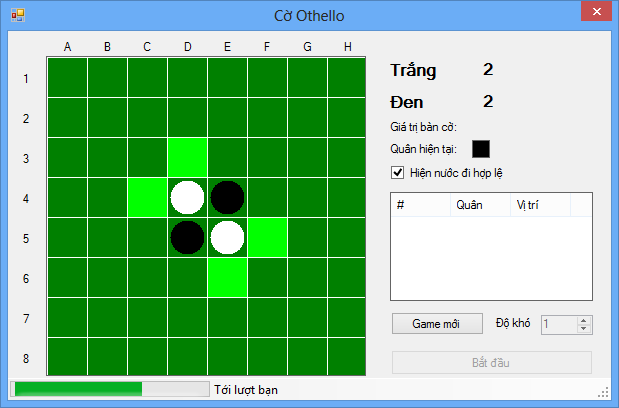 Cờ Othello
A B C D E F G H
1
2
3
4
5
6
7
8
Trắng 2
Đen 2
Giá trị bàn cờ:
Quân hiện tại:
Hiện nước đi hợp lệ
# Quân Vị trí
Game mới Độ khó 1
Bắt đầu
Tới lượt bạn